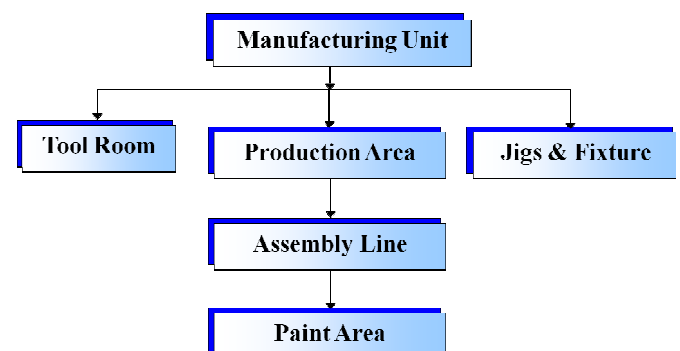 Manufacturing Unit
Tool Room
Production Area
Jigs & Fixture
Assembly Line
Paint Area